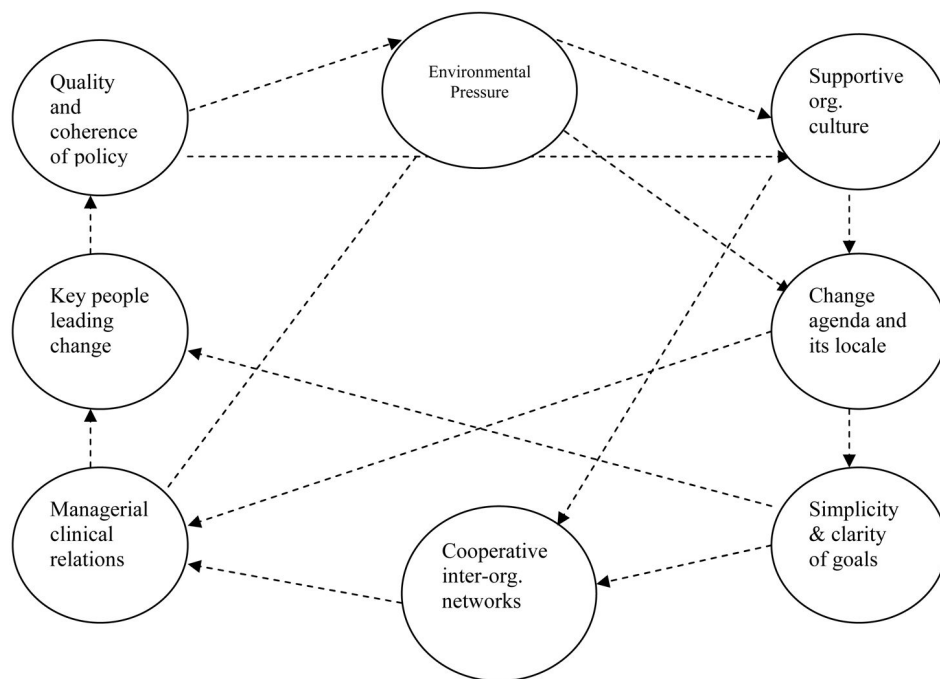 Quality
and
coherence
of policy
Environmental
Pressure
Supportive
org.
culture
Key people
leading
change
Change
agenda and
its locale
Managerial
clinical
relations
Cooperative
inter-org.
networks
Simplicity
& clarity
of goals